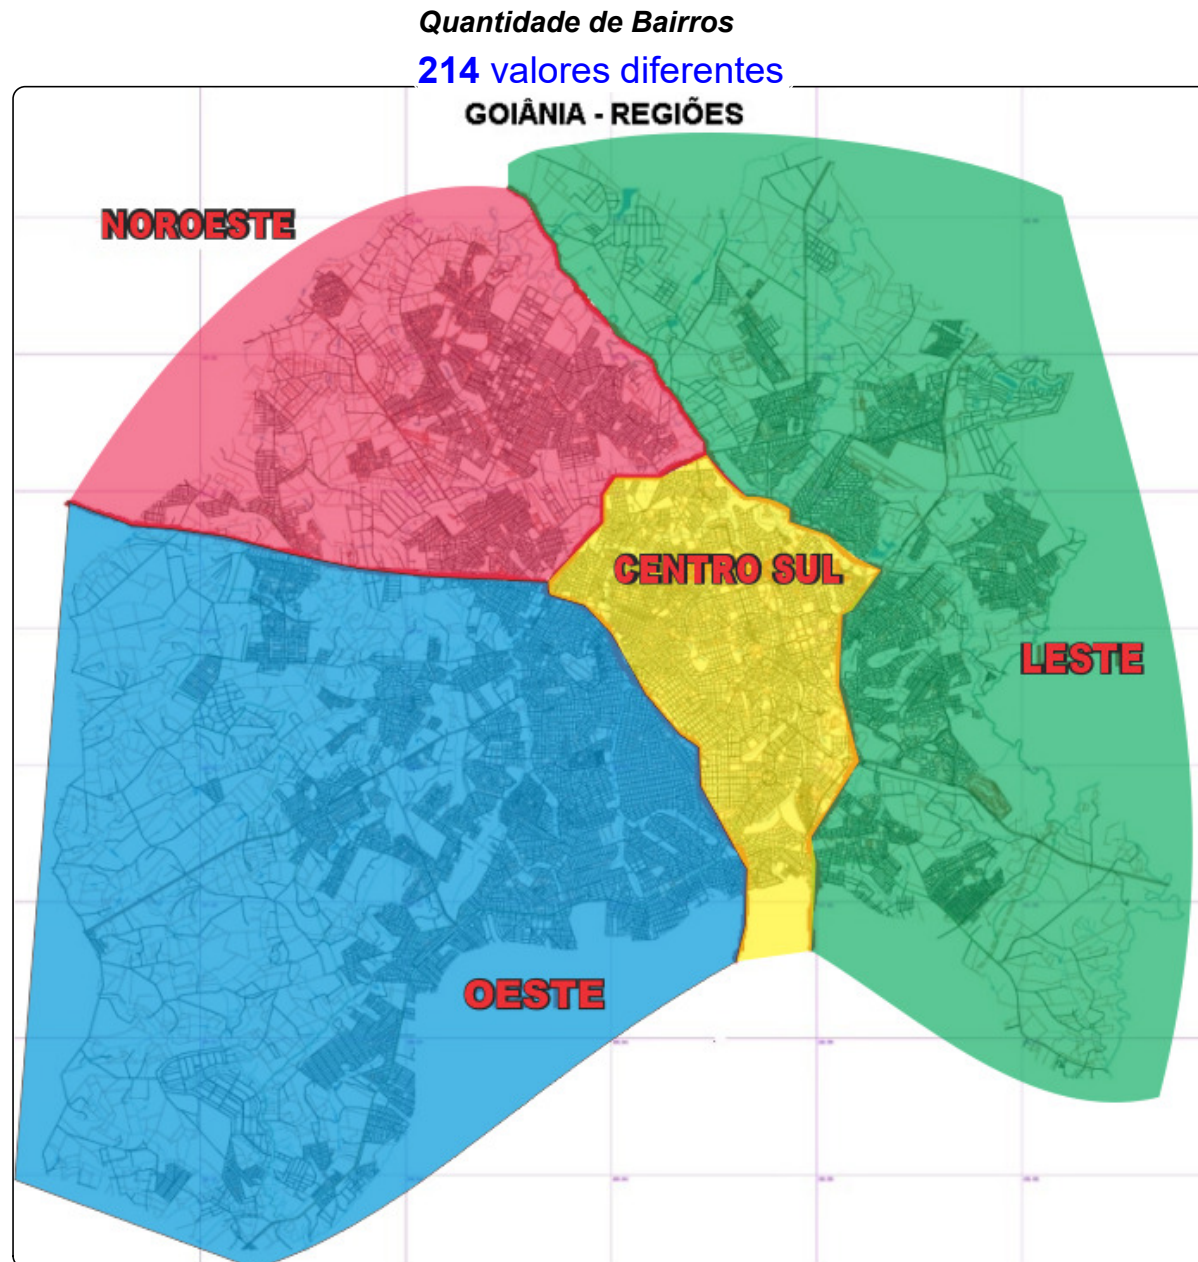 Quantidade de Bairros
214 valores diferentes
GOIÂNIA - REGIÕES
NOROESTE
CENTRO SUL
LESTE
OESTE